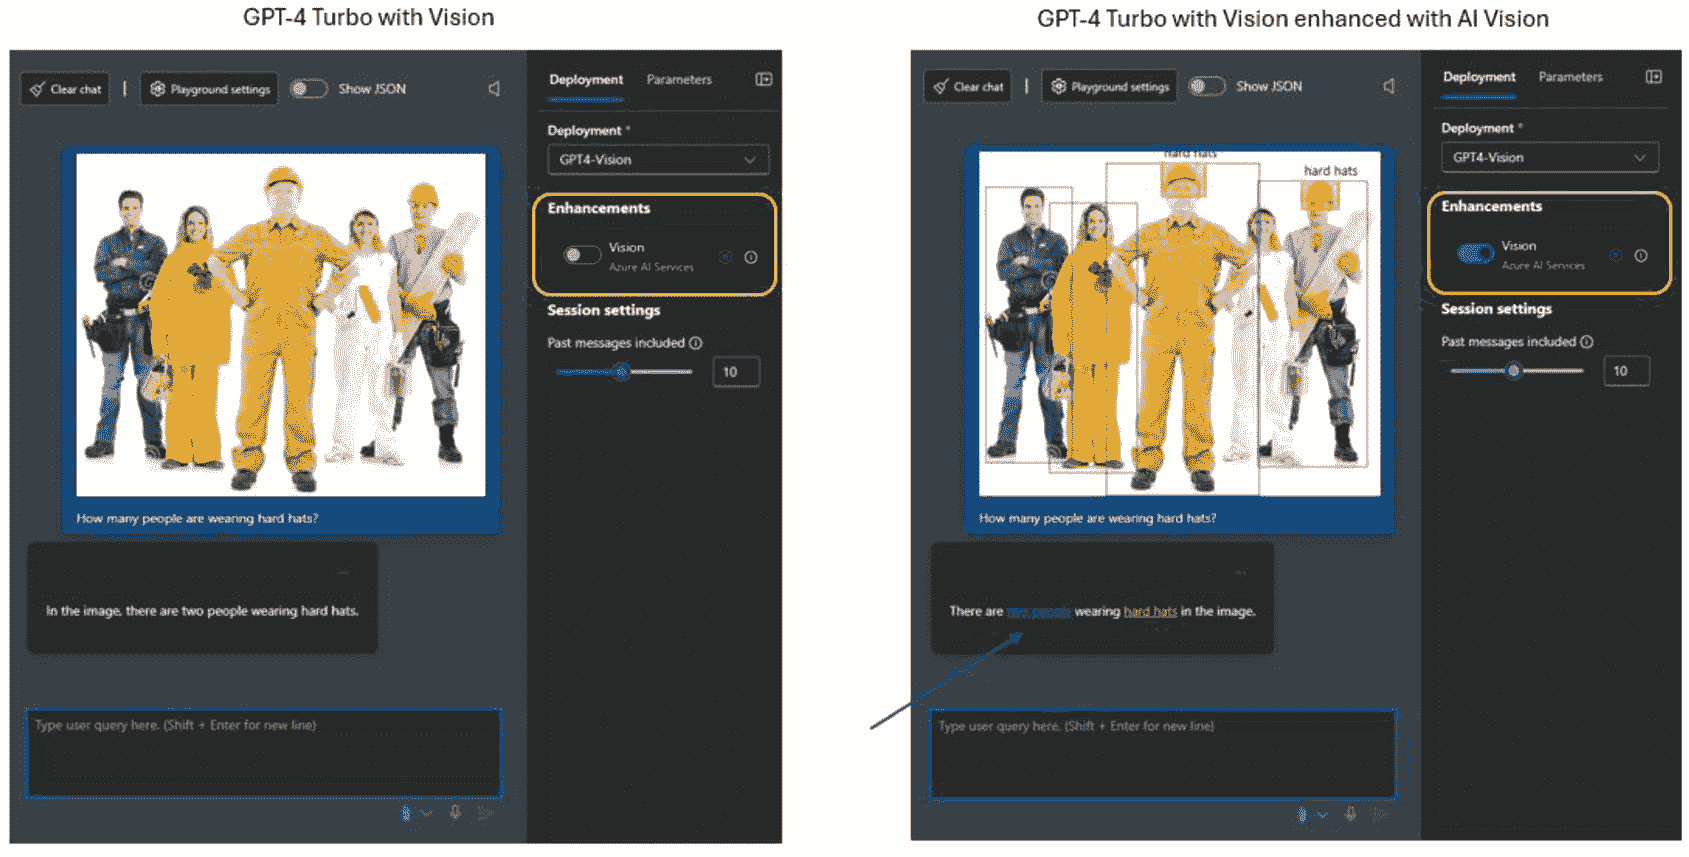 GPT-4 Turbo with Vision
Clear chat
Playground settings
Show JSON
Deployment
Parameters
Deployment *
GPT4-Vision
Enhancements
Vision
Azure AI Services
Session settings
Past messages included
10
How many people are wearing hard hats?
In the image, there are two people wearing hard hats.
Type user query here. (Shift + Enter for new line)
GPT-4 Turbo with Vision enhanced with AI Vision
Clear chat
Playground settings
Show JSON
Deployment
Parameters
Deployment *
GPT4-Vision
hard hats
hard hats
Enhancements
Vision
Azure AI Services
Session settings
Past messages included
10
How many people are wearing hard hats?
There are two people wearing hard hats in the image.
Type user query here. (Shift + Enter for new line)